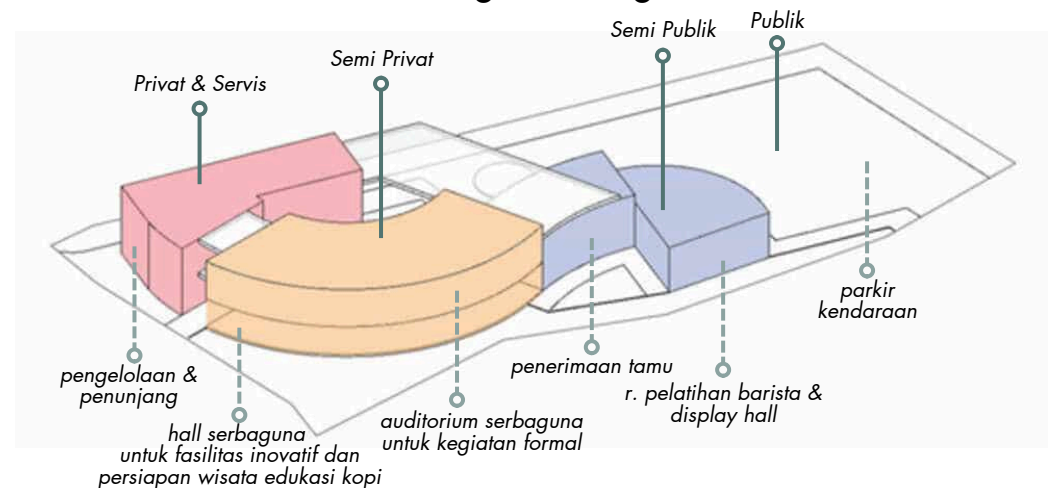 Publik
Semi Publik
Semi Privat
Privat & Servis
parkir
kendaraan
penerimaan tamu
pengelolaan &
penunjang
r. pelatihan barista &
display hall
auditorium serbaguna
untuk kegiatan formal
hall serbaguna
untuk fasilitas inovatif dan
persiapan wisata edukasi kopi